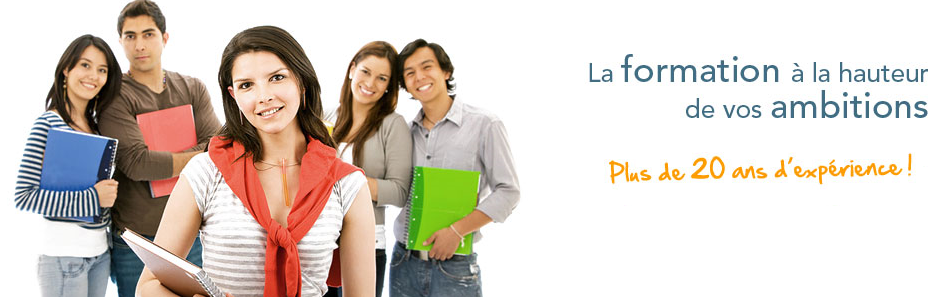 La formation à la hauteur
de vos ambitions
Plus de 20 ans d'expérience !